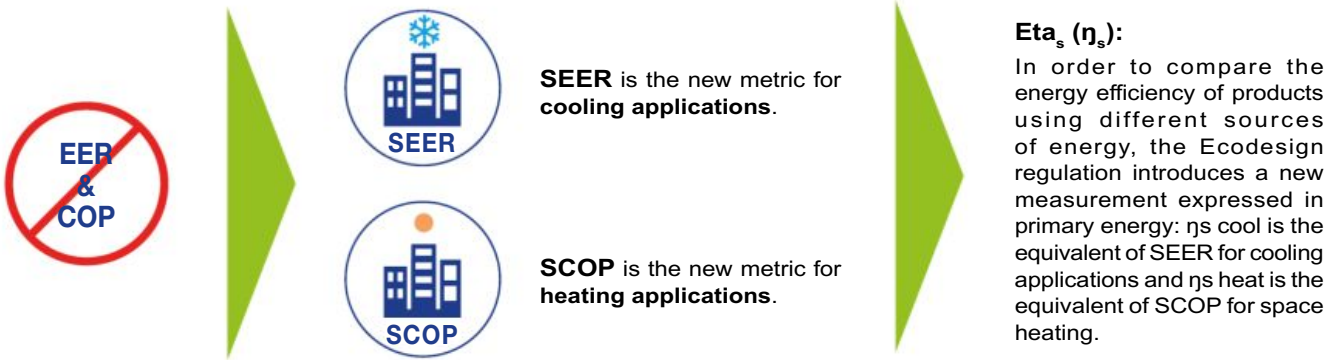 EER
&
COP
SEER
SEER is the new metric for
cooling applications.
SCOP
SCOP is the new metric for
heating applications.
Etaₛ (ŋₛ):
In order to compare the
energy efficiency of products
using different sources
of energy, the Ecodesign
regulation introduces a new
measurement expressed in
primary energy: ŋs cool is the
equivalent of SEER for cooling
applications and ŋs heat is the
equivalent of SCOP for space
heating.